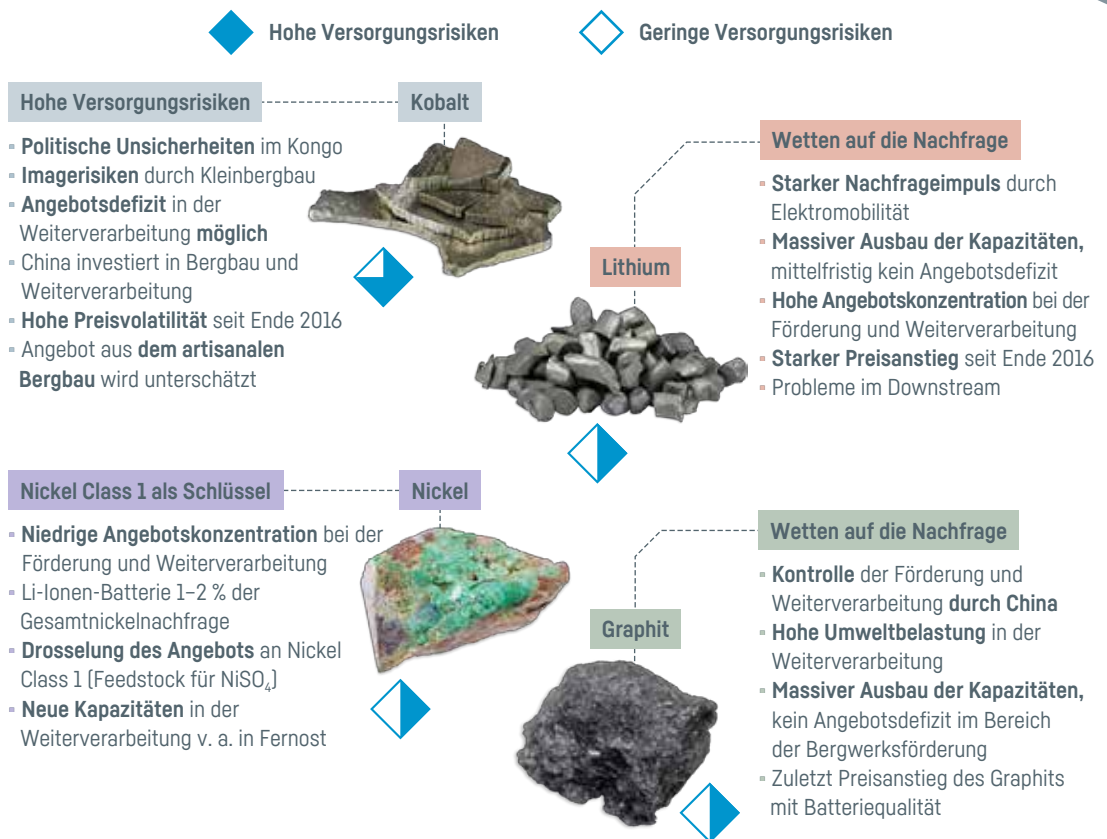 Hohe Versorgungsrisiken
Geringe Versorgungsrisiken
Hohe Versorgungsrisiken
Kobalt
▪ Politische Unsicherheiten im Kongo
▪ Imagerisiken durch Kleinbergbau
▪ Angebotsdefizit in der
Weiterverarbeitung möglich
▪ China investiert in Bergbau und
Weiterverarbeitung
▪ Hohe Preisvolatilität seit Ende 2016
▪ Angebot aus dem artisanalen
Bergbau wird unterschätzt
Wetten auf die Nachfrage
Lithium
▪ Starker Nachfrageimpuls durch
Elektromobilität
▪ Massiver Ausbau der Kapazitäten,
mittelfristig kein Angebotsdefizit
▪ Hohe Angebotskonzentration bei der
Förderung und Weiterverarbeitung
▪ Starker Preisanstieg seit Ende 2016
▪ Probleme im Downstream
Nickel Class 1 als Schlüssel
Nickel
▪ Niedrige Angebotskonzentration bei der
Förderung und Weiterverarbeitung
▪ Li-Ionen-Batterie 1–2 % der
Gesamtnickelnachfrage
▪ Drosselung des Angebots an Nickel
Class 1 (Feedstock für NiSO₄)
▪ Neue Kapazitäten in der
Weiterverarbeitung v. a. in Fernost
Wetten auf die Nachfrage
Graphit
▪ Kontrolle der Förderung und
Weiterverarbeitung durch China
▪ Hohe Umweltbelastung in der
Weiterverarbeitung
▪ Massiver Ausbau der Kapazitäten,
kein Angebotsdefizit im Bereich
der Bergwerksförderung
▪ Zuletzt Preisanstieg des Graphits
mit Batteriequalität